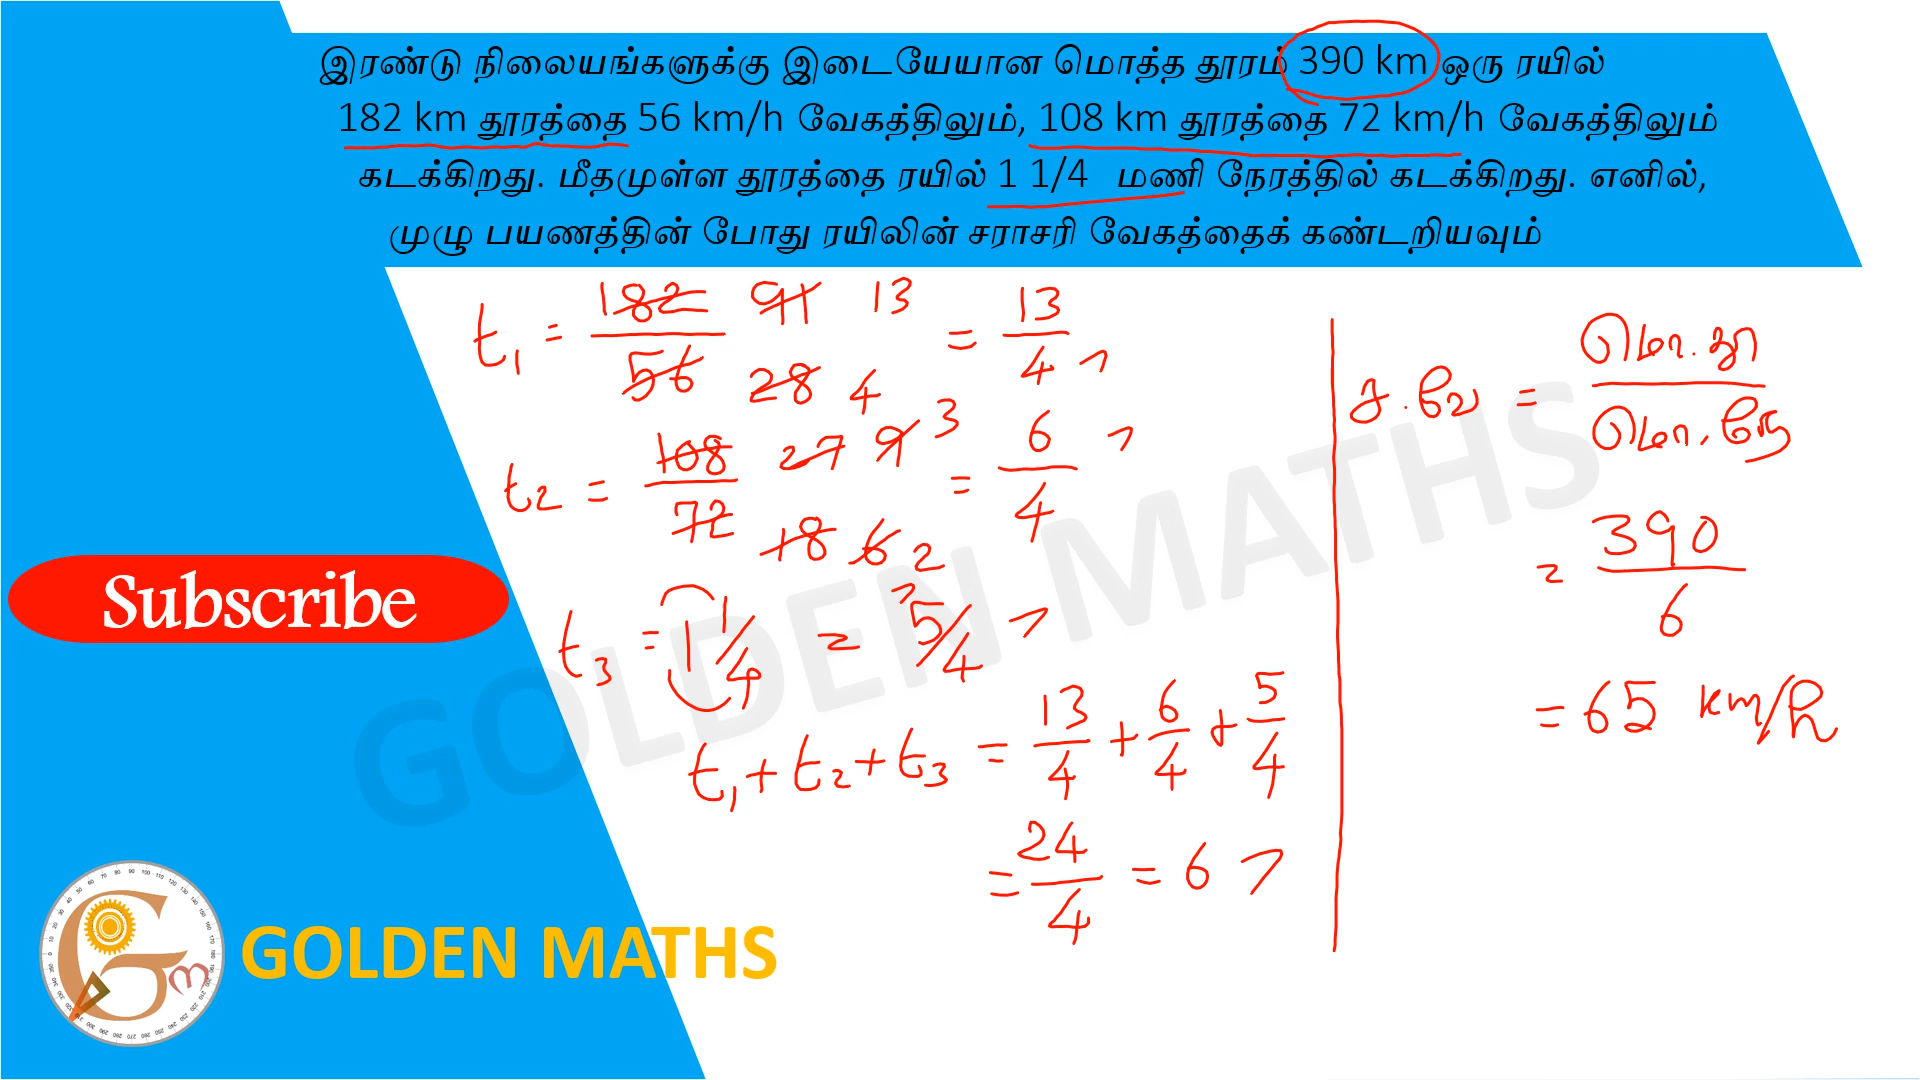 இரண்டு நிலையங்களுக்கு இடையேயான மொத்த தூரம் 390 km ஒரு ரயில்
182 km தூரத்தை 56 km/h வேகத்திலும், 108 km தூரத்தை 72 km/h வேகத்திலும்
கடக்கிறது. மீதமுள்ள தூரத்தை ரயில் 1 1/4 மணி நேரத்தில் கடக்கிறது. எனில்,
முழு பயணத்தின் போது ரயிலின் சராசரி வேகத்தைக் கண்டறியவும்
t1 = 182/56 91/28 13/4 = 13/4
t2 = 108/72 27/18 9/6 3/2 = 6/4
t3 = 1 1/4 = 5/4
t1 + t2 + t3 = 13/4 + 6/4 + 5/4
= 24/4 = 6
ச.வே = மொ.தூ/மொ.நே
= 390/6
= 65 km/h
Subscribe
GOLDEN MATHS
GOLDEN MATHS